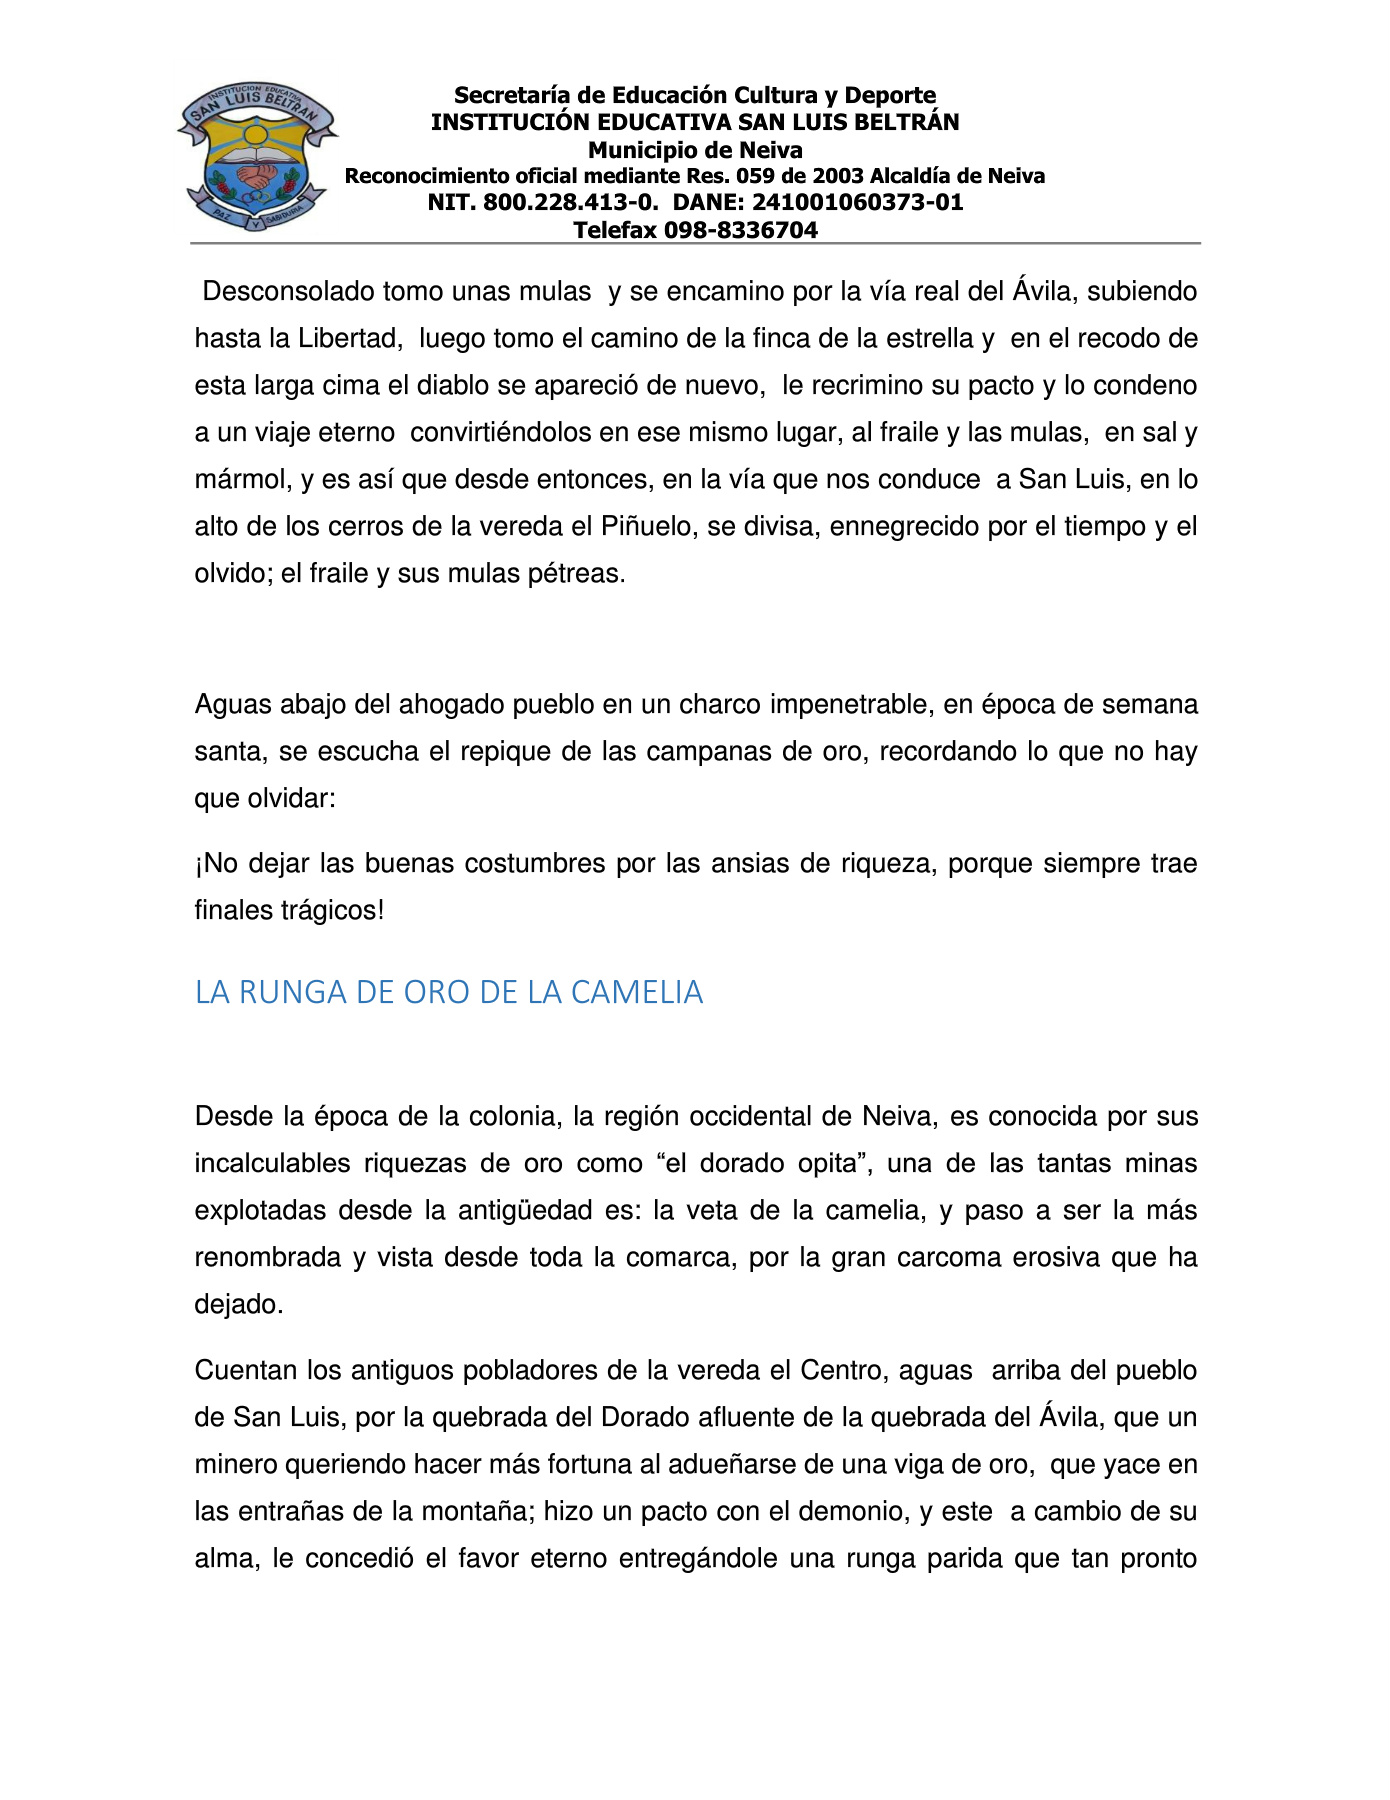 INSTITUCION EDUCATIVA
SAN LUIS BELTRAN
PAZ Y SABIDURIA
Secretaría de Educación Cultura y Deporte
INSTITUCIÓN EDUCATIVA SAN LUIS BELTRÁN
Municipio de Neiva
Reconocimiento oficial mediante Res. 059 de 2003 Alcaldía de Neiva
NIT. 800.228.413-0.  DANE: 241001060373-01
Telefax 098-8336704
Desconsolado tomo unas mulas  y se encamino por la vía real del Ávila, subiendo
hasta la Libertad,  luego tomo el camino de la finca de la estrella y  en el recodo de
esta larga cima el diablo se apareció de nuevo,  le recrimino su pacto y lo condeno
a un viaje eterno  convirtiéndolos en ese mismo lugar, al fraile y las mulas,  en sal y
mármol, y es así que desde entonces, en la vía que nos conduce  a San Luis, en lo
alto de los cerros de la vereda el Piñuelo, se divisa, ennegrecido por el tiempo y el
olvido; el fraile y sus mulas pétreas.
Aguas abajo del ahogado pueblo en un charco impenetrable, en época de semana
santa, se escucha el repique de las campanas de oro, recordando lo que no hay
que olvidar:
¡No dejar las buenas costumbres por las ansias de riqueza, porque siempre trae
finales trágicos!
LA RUNGA DE ORO DE LA CAMELIA
Desde la época de la colonia, la región occidental de Neiva, es conocida por sus
incalculables riquezas de oro como “el dorado opita”, una de las tantas minas
explotadas desde la antigüedad es: la veta de la camelia, y paso a ser la más
renombrada y vista desde toda la comarca, por la gran carcoma erosiva que ha
dejado.
Cuentan los antiguos pobladores de la vereda el Centro, aguas  arriba del pueblo
de San Luis, por la quebrada del Dorado afluente de la quebrada del Ávila, que un
minero queriendo hacer más fortuna al adueñarse de una viga de oro,  que yace en
las entrañas de la montaña; hizo un pacto con el demonio, y este  a cambio de su
alma, le concedió el favor eterno entregándole una runga parida que tan pronto